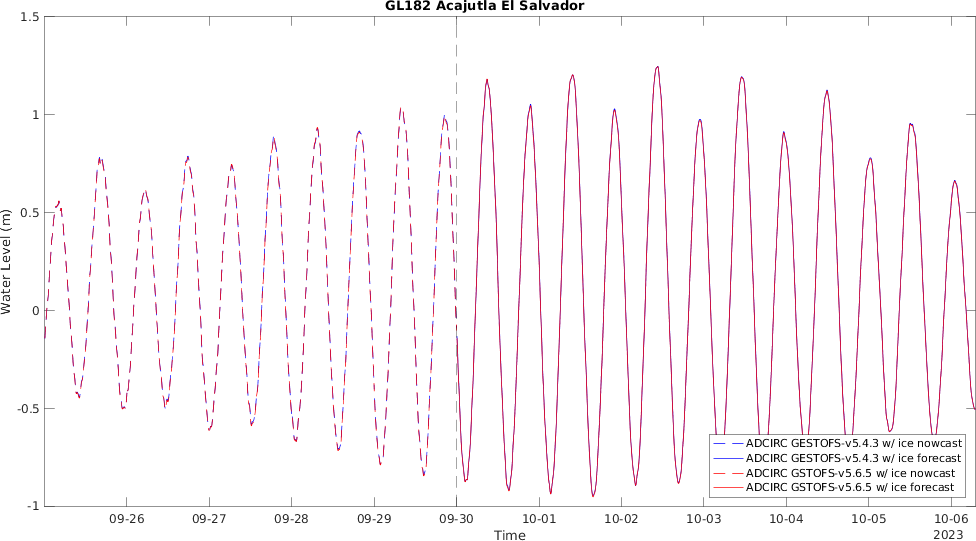 GL182 Acajutla El Salvador
1.5
1
0.5
0
-0.5
-1
Water Level (m)
ADCIRC GESTOFS-v5.4.3 w/ ice nowcast
ADCIRC GESTOFS-v5.4.3 w/ ice forecast
ADCIRC GSTOFS-v5.6.5 w/ ice nowcast
ADCIRC GSTOFS-v5.6.5 w/ ice forecast
09-26 09-27 09-28 09-29 09-30 10-01 10-02 10-03 10-04 10-05 10-06
Time
2023